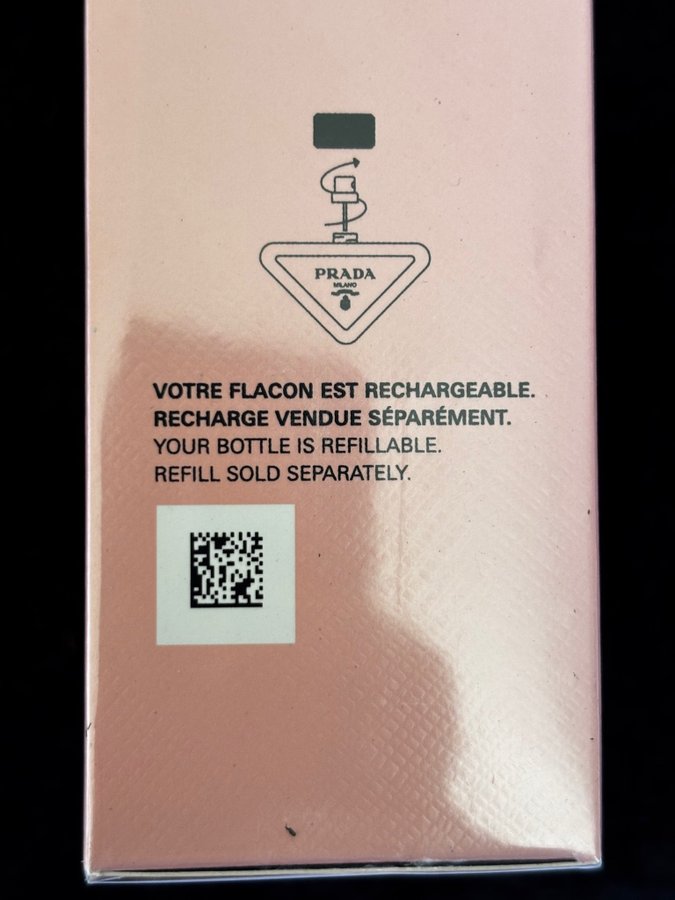 PRADA
MILANO
VOTRE FLACON EST RECHARGEABLE.
RECHARGE VENDUE SÉPARÉMENT.
YOUR BOTTLE IS REFILLABLE.
REFILL SOLD SEPARATELY.